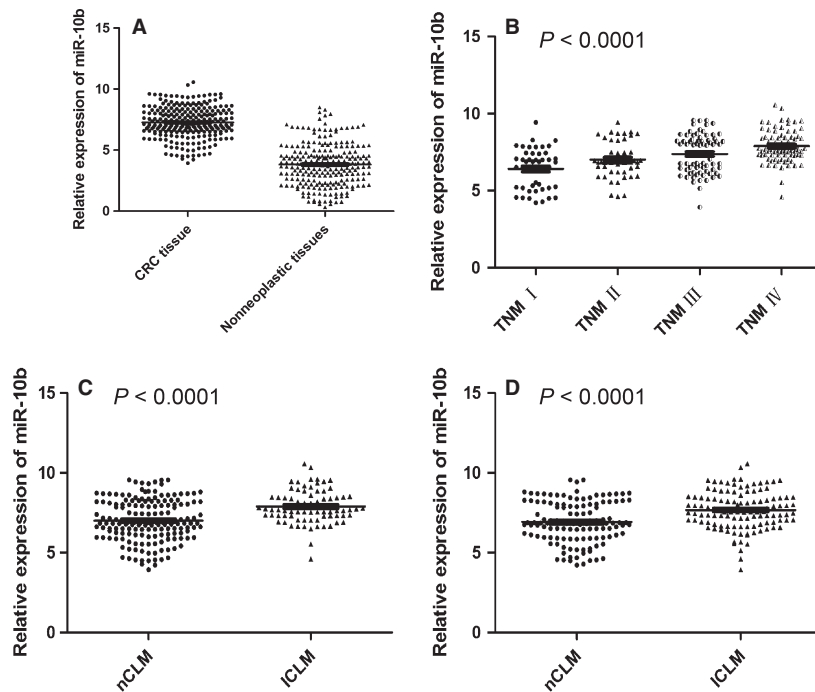 A
Relative expression of miR-10b
15
10
5
0
CRC tissue
Nonneoplastic tissues
B
P < 0.0001
Relative expression of miR-10b
15
10
5
0
TNM Ⅰ
TNM Ⅱ
TNM Ⅲ
TNM Ⅳ
C
P < 0.0001
Relative expression of miR-10b
15
10
5
0
nCLM
lCLM
D
P < 0.0001
Relative expression of miR-10b
15
10
5
0
nCLM
lCLM